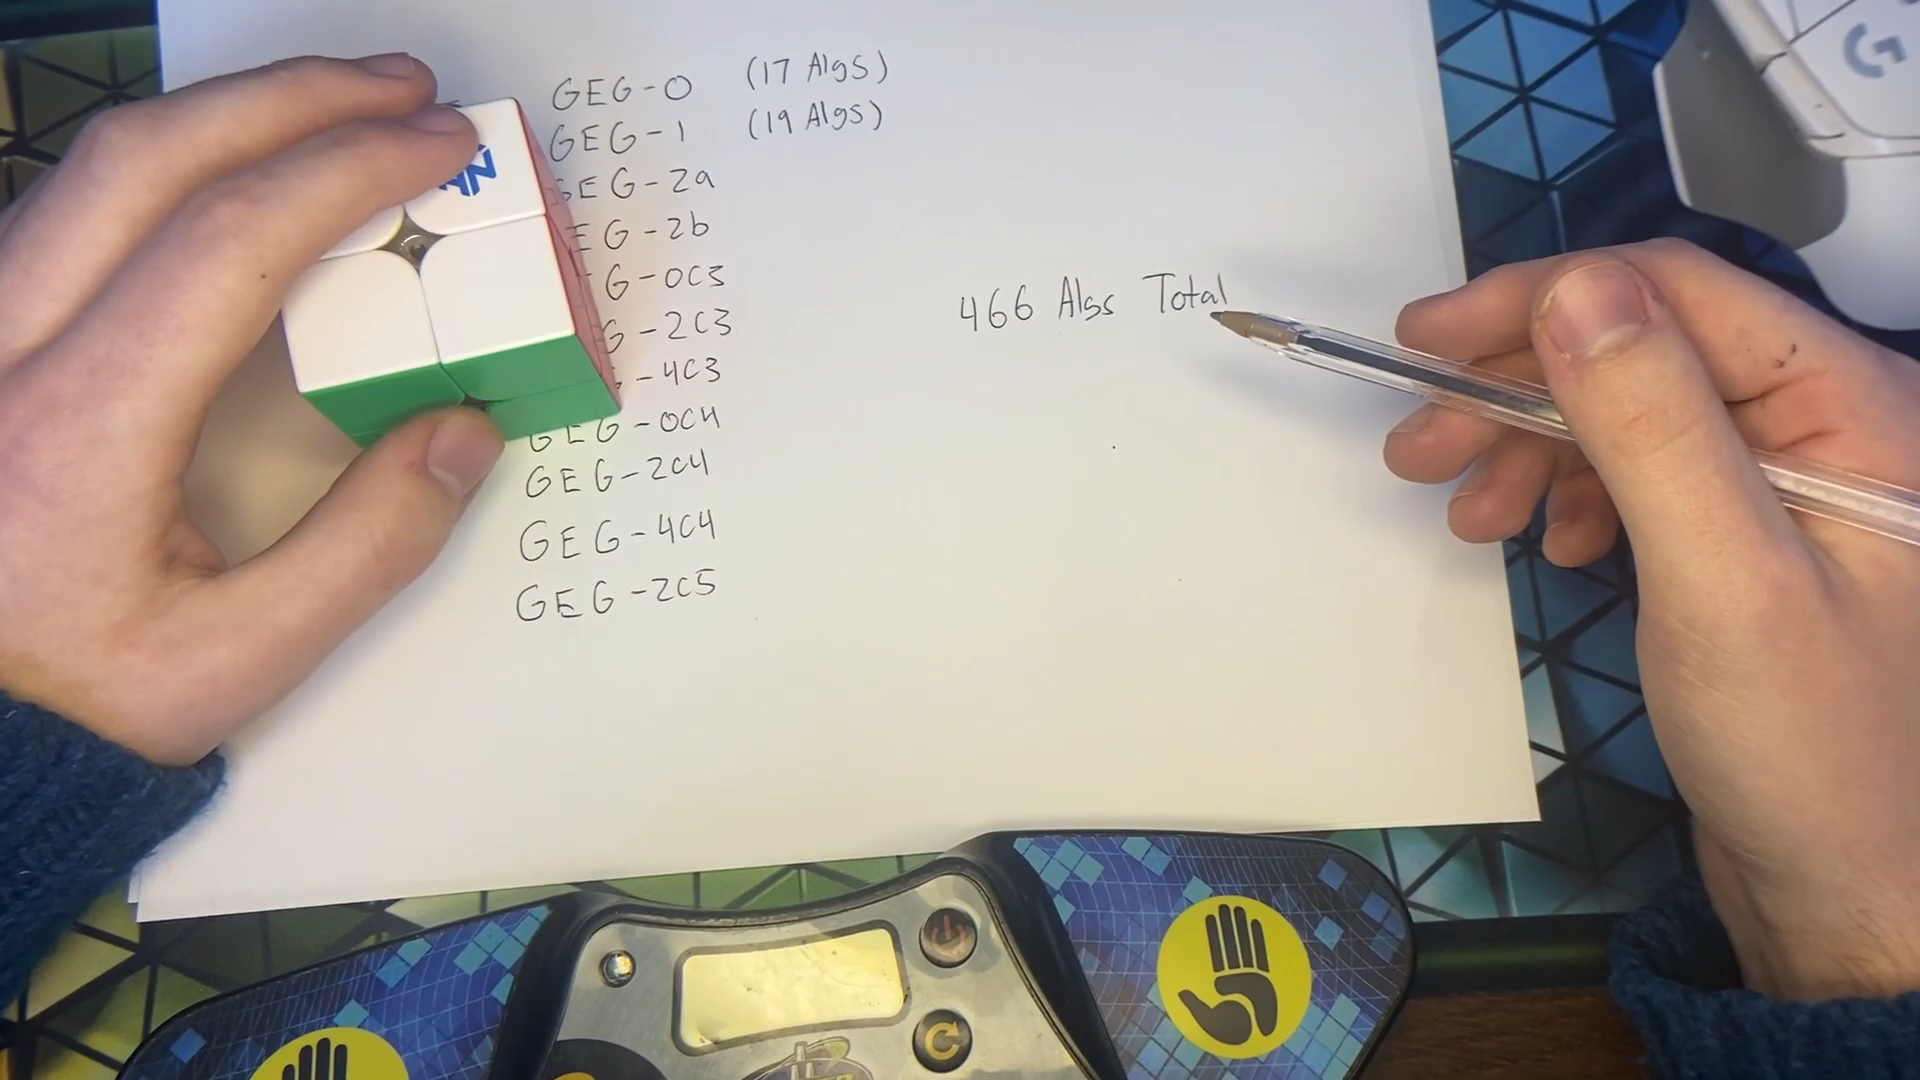 GEG-0 (17 Algs)
GEG-1 (19 Algs)
GEG-2a
EG-2b
G-0C3
G-2C3
-4C3
GEG-0C4
GEG-2C4
GEG-4C4
GEG-2C5
466 Algs Total
G